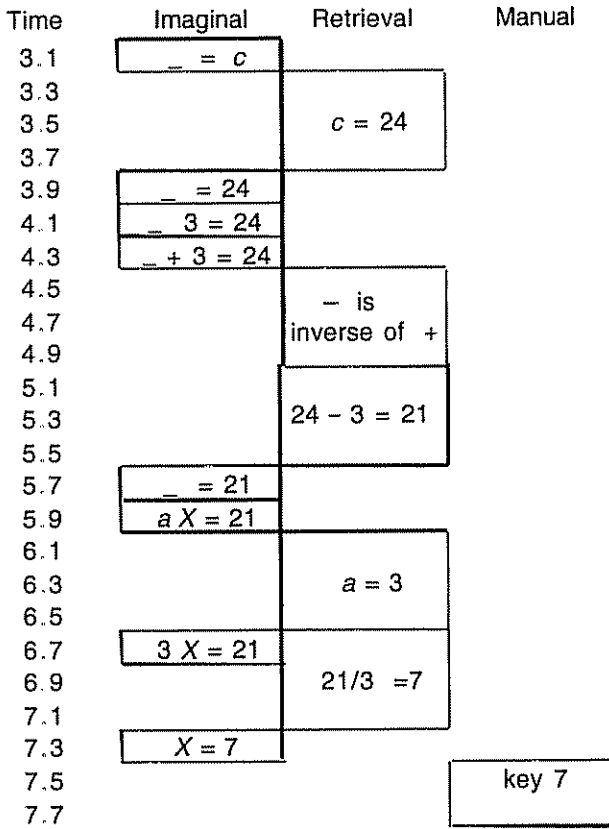 Time Imaginal Retrieval Manual
3.1 _ = c
3.3
3.5 c = 24
3.7
3.9 _ = 24
4.1 _ 3 = 24
4.3 _ + 3 = 24
4.5 – is
4.7 inverse of +
4.9
5.1
5.3 24 – 3 = 21
5.5
5.7 _ = 21
5.9 a X = 21
6.1
6.3 a = 3
6.5
6.7 3 X = 21
6.9 21/3 =7
7.1
7.3 X = 7
7.5 key 7
7.7